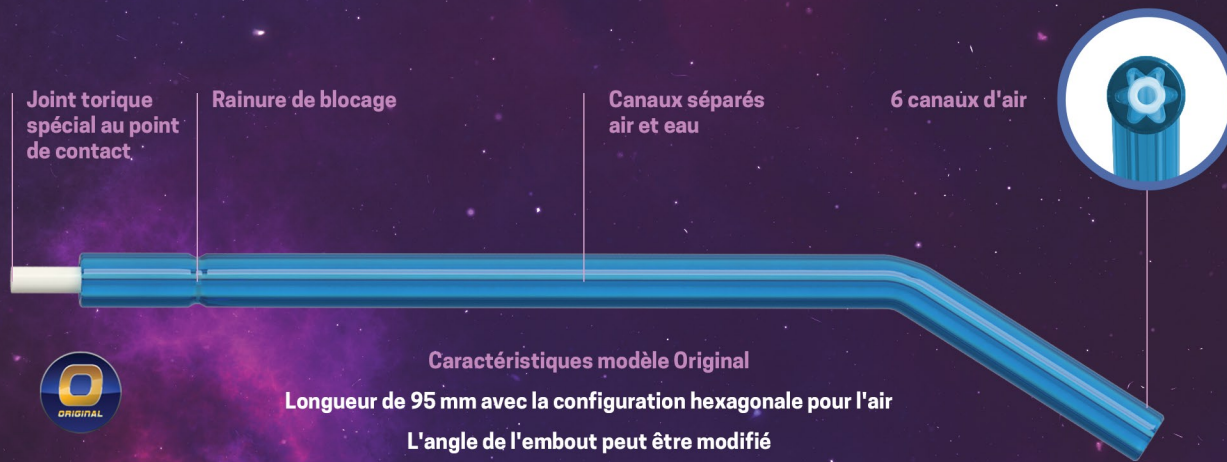 Joint torique
spécial au point
de contact
Rainure de blocage
Canaux séparés
air et eau
6 canaux d'air
O
ORIGINAL
Caractéristiques modèle Original
Longueur de 95 mm avec la configuration hexagonale pour l'air
L'angle de l'embout peut être modifié